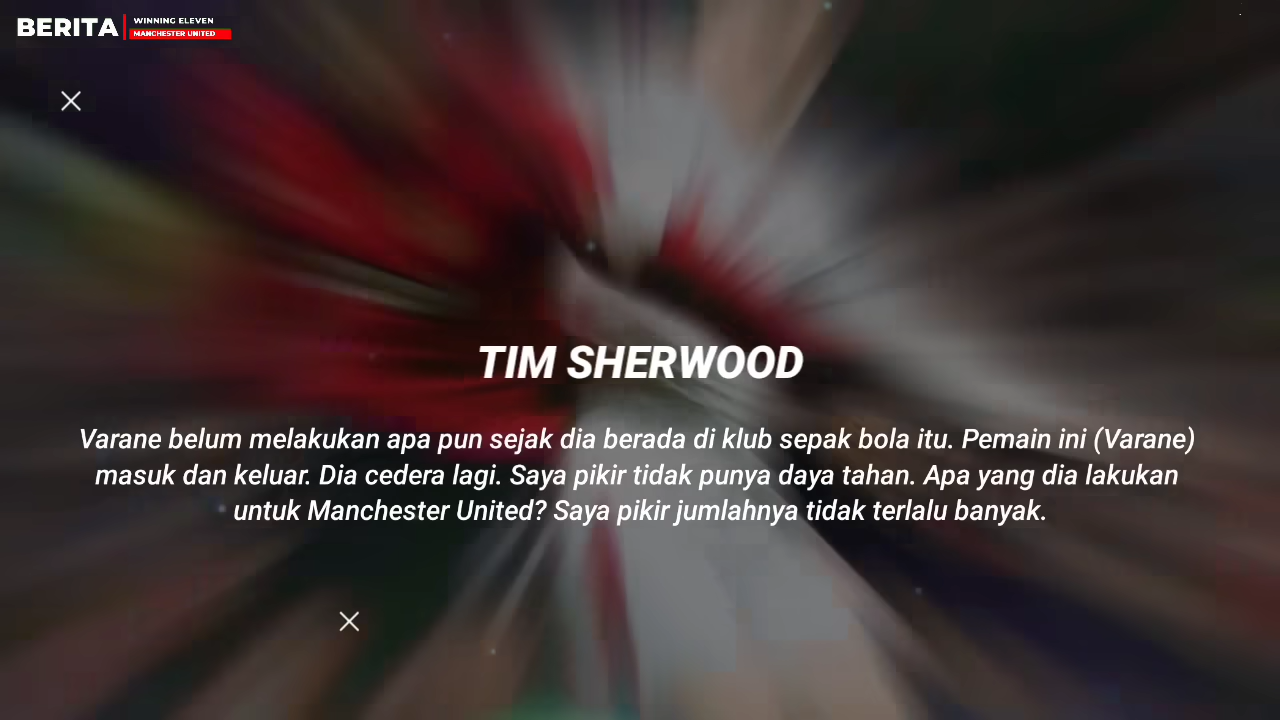 BERITA
WINNING ELEVEN
MANCHESTER UNITED
TIM SHERWOOD
Varane belum melakukan apa pun sejak dia berada di klub sepak bola itu. Pemain ini (Varane)
masuk dan keluar. Dia cedera lagi. Saya pikir tidak punya daya tahan. Apa yang dia lakukan
untuk Manchester United? Saya pikir jumlahnya tidak terlalu banyak.